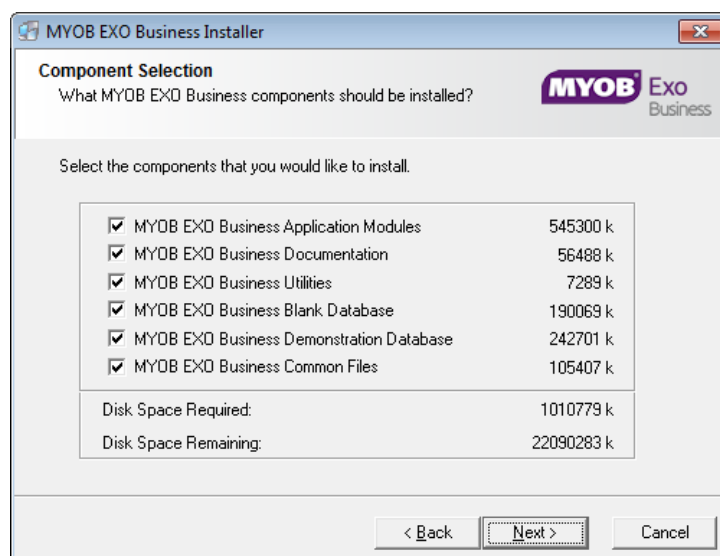 MYOB EXO Business Installer
Component Selection
What MYOB EXO Business components should be installed?
MYOB Exo
Business
Select the components that you would like to install.
MYOB EXO Business Application Modules 545300 k
MYOB EXO Business Documentation 56488 k
MYOB EXO Business Utilities 7289 k
MYOB EXO Business Blank Database 190069 k
MYOB EXO Business Demonstration Database 242701 k
MYOB EXO Business Common Files 105407 k
Disk Space Required: 1010779 k
Disk Space Remaining: 22090283 k
< Back Next > Cancel